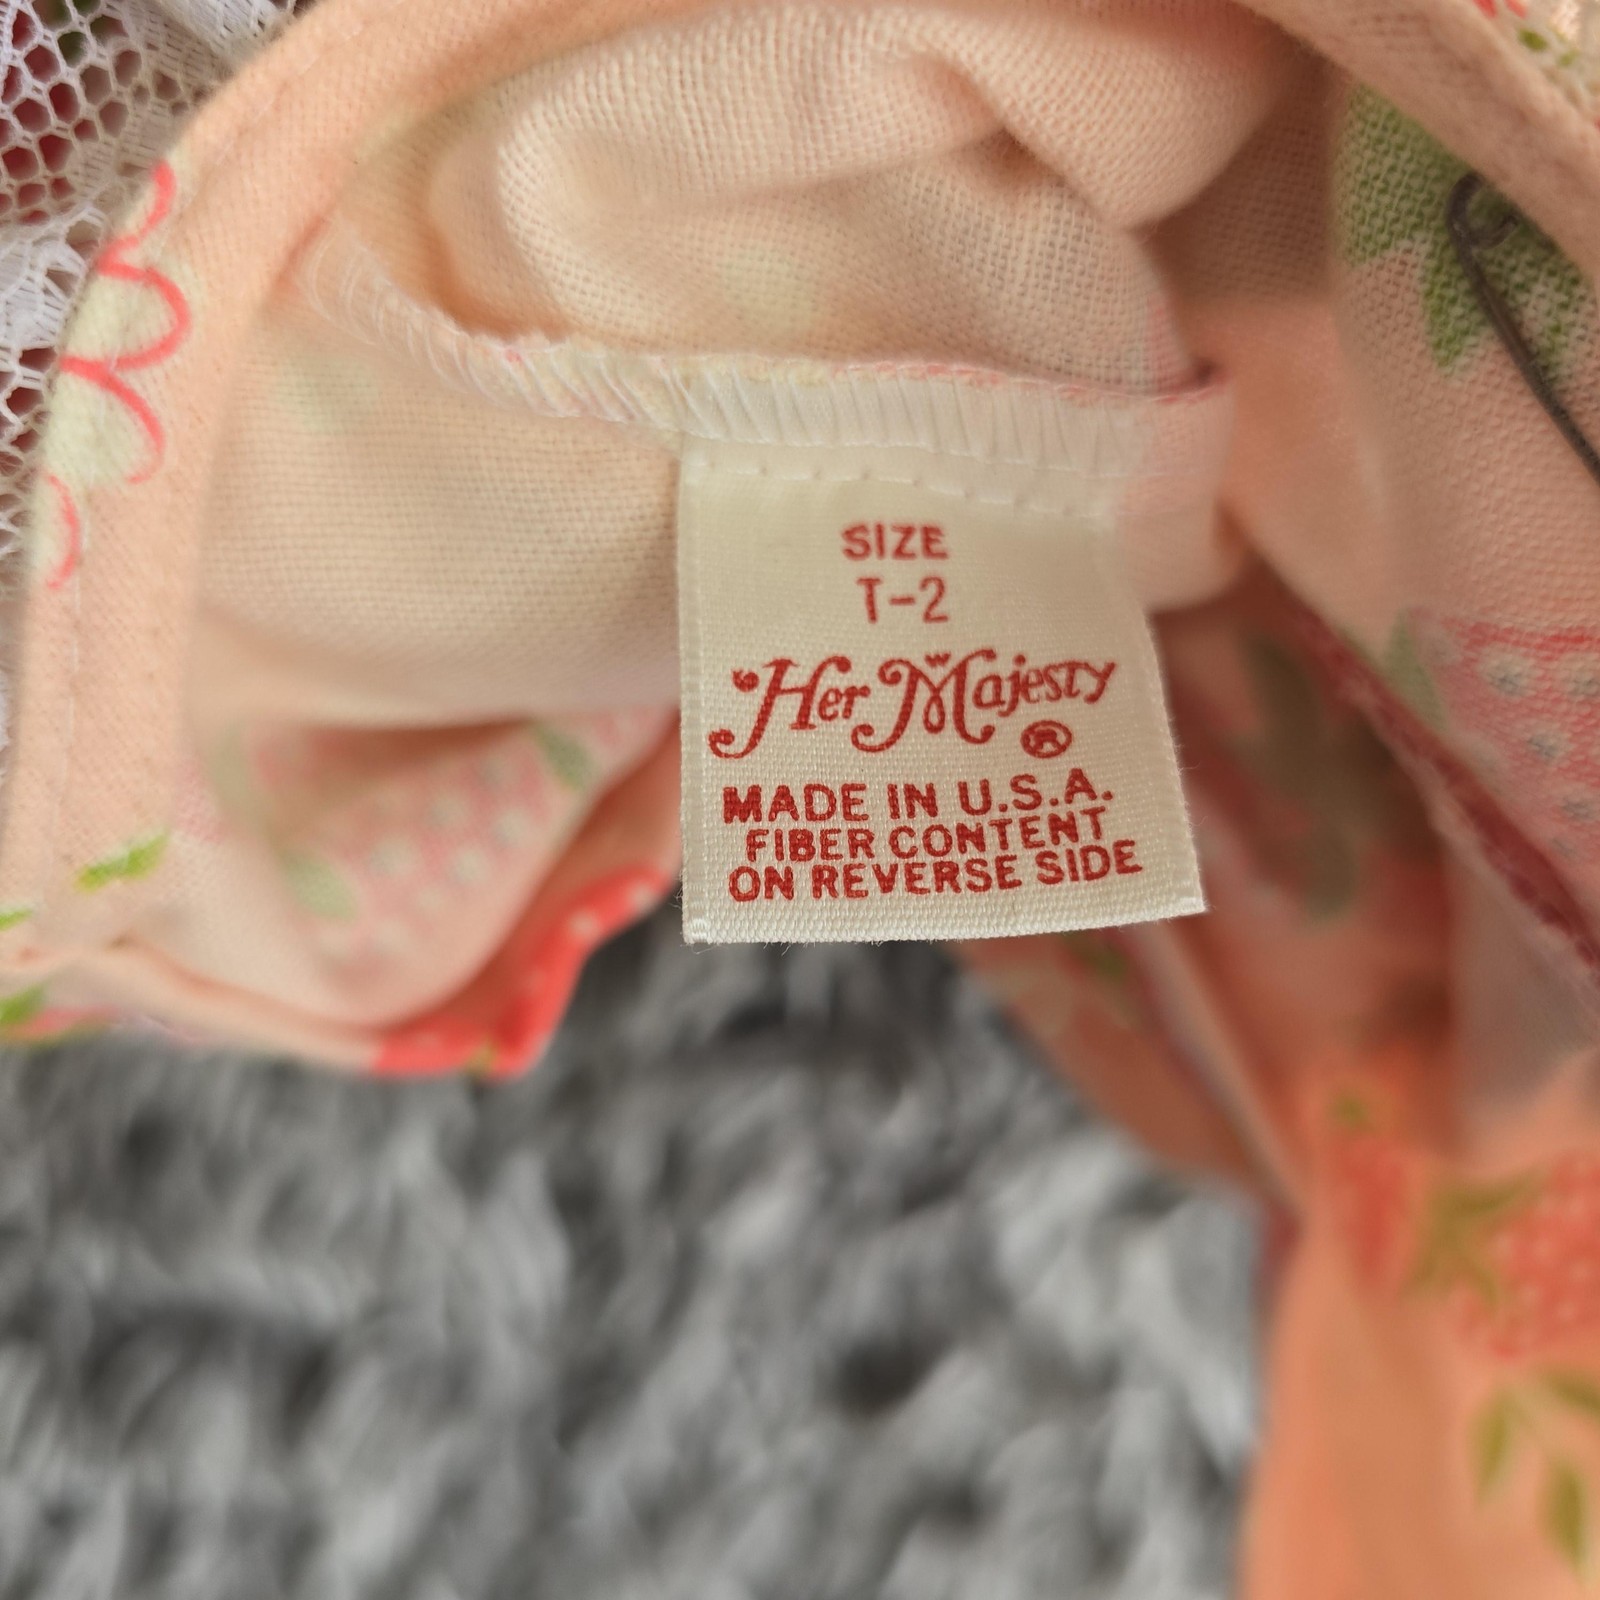 SIZE
T-2
Her Majesty ®
MADE IN U.S.A.
FIBER CONTENT
ON REVERSE SIDE